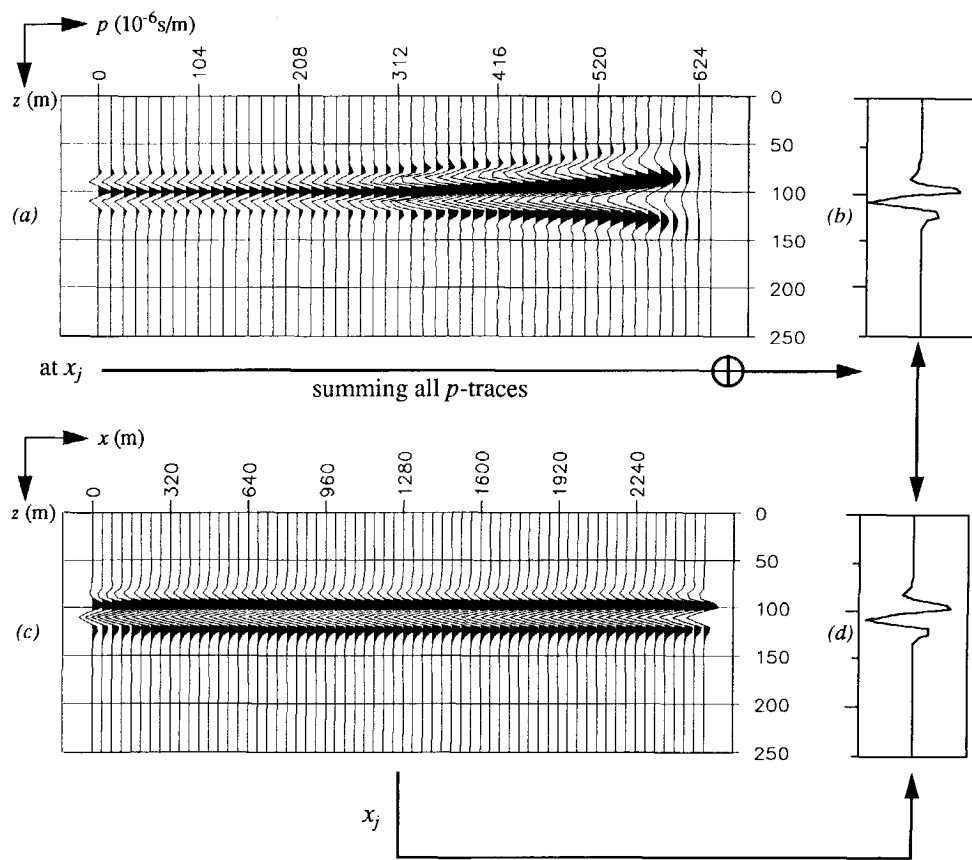 p (10⁻⁶s/m)
0 104 208 312 416 520 624
z (m)
0
50
100
150
200
250
(a)
(b)
at xⱼ
summing all p-traces
x (m)
0 320 640 960 1280 1600 1920 2240
z (m)
0
50
100
150
200
250
(c)
(d)
xⱼ